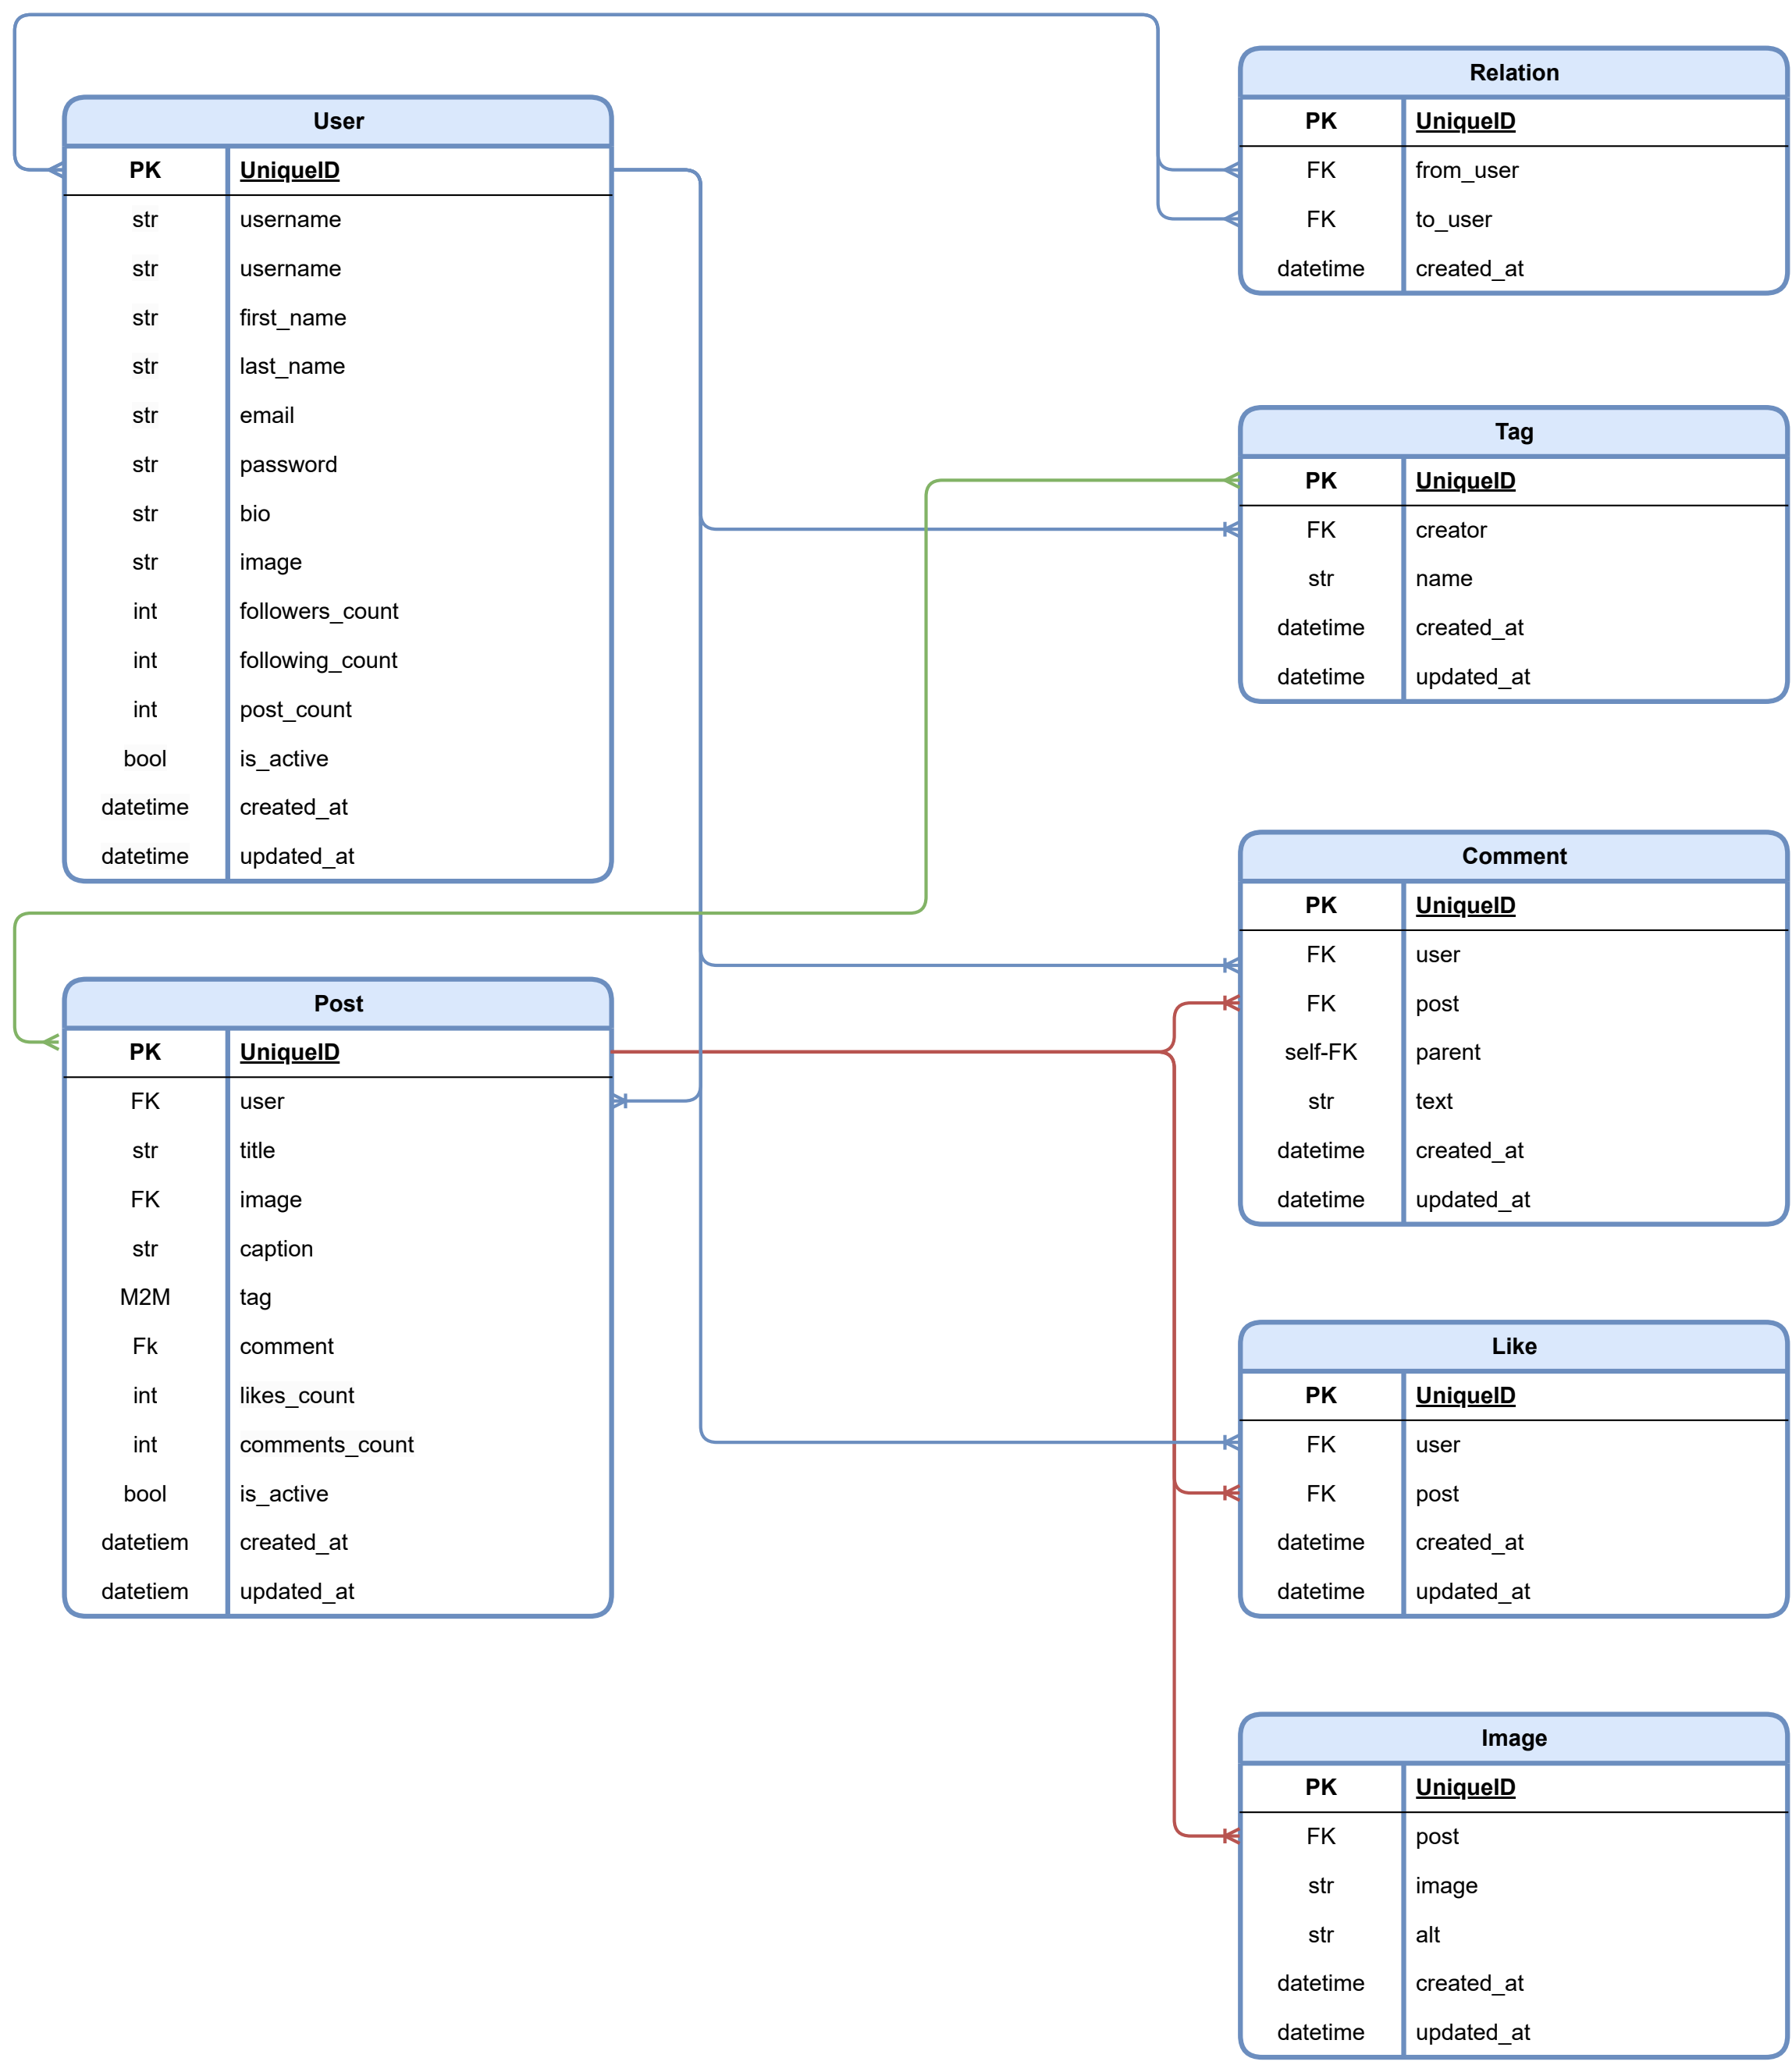 User
PK UniqueID
str username
str username
str first_name
str last_name
str email
str password
str bio
str image
int followers_count
int following_count
int post_count
bool is_active
datetime created_at
datetime updated_at
Post
PK UniqueID
FK user
str title
FK image
str caption
M2M tag
Fk comment
int likes_count
int comments_count
bool is_active
datetiem created_at
datetiem updated_at
Relation
PK UniqueID
FK from_user
FK to_user
datetime created_at
Tag
PK UniqueID
FK creator
str name
datetime created_at
datetime updated_at
Comment
PK UniqueID
FK user
FK post
self-FK parent
str text
datetime created_at
datetime updated_at
Like
PK UniqueID
FK user
FK post
datetime created_at
datetime updated_at
Image
PK UniqueID
FK post
str image
str alt
datetime created_at
datetime updated_at